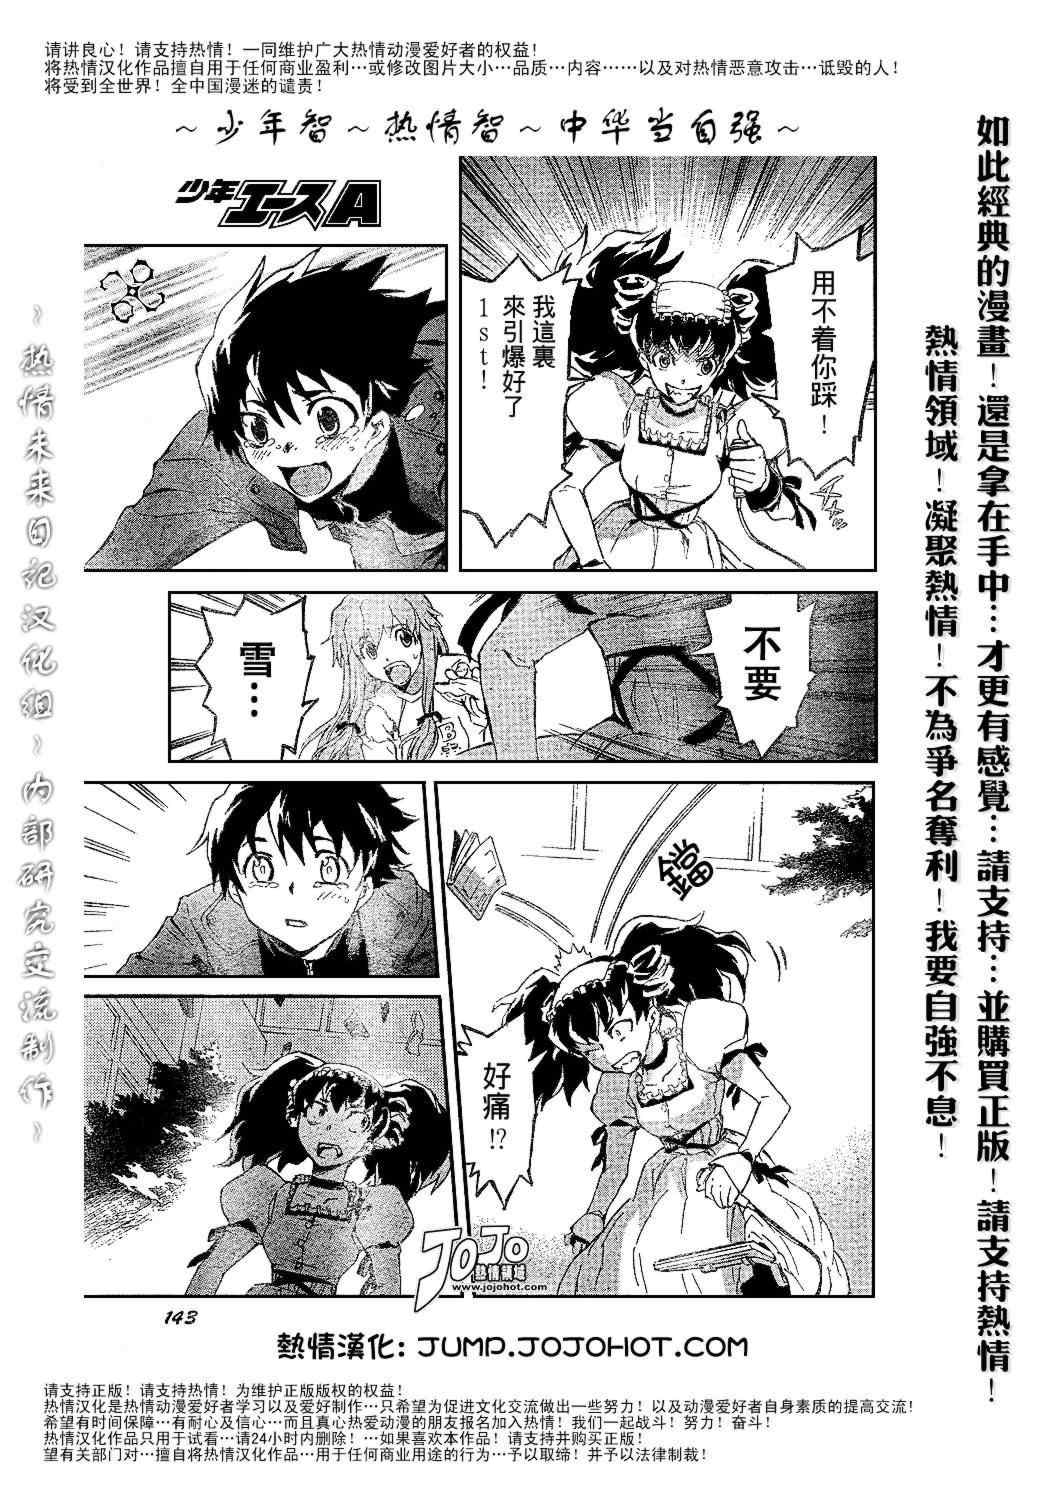 请讲良心！请支持热情！一同维护广大热情动漫爱好者的权益！
将热情汉化作品擅自用于任何商业盈利…或修改图片大小…品质…内容……以及对热情恶意攻击…诋毁的人！
将受到全世界！全中国漫迷的谴责！
～少年智～热情智～中华当自强～
如此經典的漫畫！還是拿在手中…才更有感覺…請支持…並購買正版！請支持熱情！
熱情領域！凝聚熱情！不為爭名奪利！我要自強不息！
～热情未来日记汉化组～内部研究交流制作～
少年エースA
用不着你踩！
我這裏
來引爆好了
1st！
不要
雪…
鐺
好痛!?
JOJO
熱情領域
www.jojohot.com
143
熱情漢化: JUMP.JOJOHOT.COM
请支持正版！请支持热情！为维护正版版权的权益！
热情汉化是热情动漫爱好者学习以及爱好制作…只希望为促进文化交流做出一些努力！以及动漫爱好者自身素质的提高交流！
希望有时间保障…有耐心及信心…而且真心热爱动漫的朋友报名加入热情！我们一起战斗！努力！奋斗！
热情汉化作品只用于试看…请24小时内删除！…如果喜欢本作品！请支持并购买正版！
望有关部门对…擅自将热情汉化作品…用于任何商业用途的行为…予以取缔！并予以法律制裁！